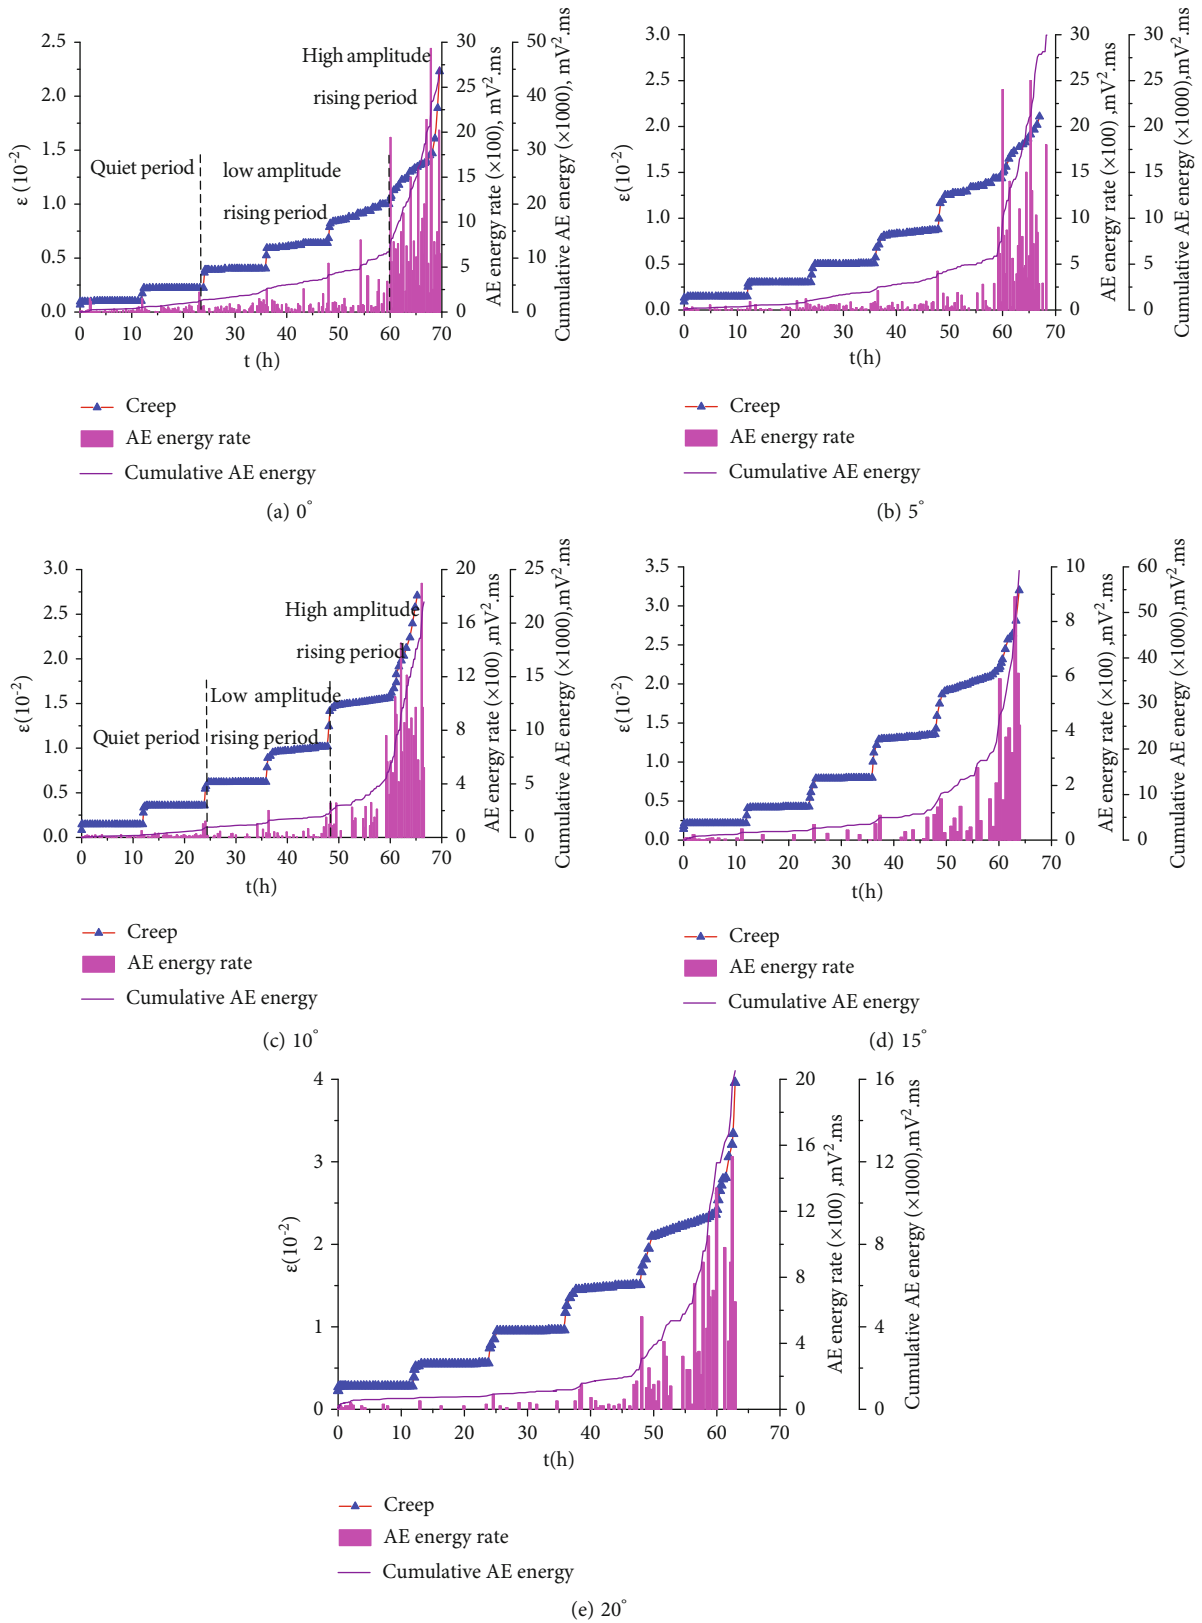 High amplitude
rising period
Quiet period
low amplitude
rising period
2.5
2.0
1.5
1.0
0.5
0.0
ε (10⁻²)
0 10 20 30 40 50 60 70
t (h)
30
25
20
15
10
5
0
AE energy rate (×100), mV².ms
50
40
30
20
10
0
Cumulative AE energy (×1000), mV².ms
Creep
AE energy rate
Cumulative AE energy
(a) 0°
3.0
2.5
2.0
1.5
1.0
0.5
0.0
ε(10⁻²)
0 10 20 30 40 50 60 70
t(h)
30
25
20
15
10
5
0
AE energy rate (×100) ,mV².ms
30
25
20
15
10
5
0
Cumulative AE energy (×1000),mV².ms
Creep
AE energy rate
Cumulative AE energy
(b) 5°
High amplitude
rising period
Low amplitude
Quiet period
rising period
3.0
2.5
2.0
1.5
1.0
0.5
0.0
ε(10⁻²)
0 10 20 30 40 50 60 70
t(h)
20
16
12
8
4
0
AE energy rate (×100) ,mV².ms
25
20
15
10
5
0
Cumulative AE energy (×1000),mV².ms
Creep
AE energy rate
Cumulative AE energy
(c) 10°
3.5
3.0
2.5
2.0
1.5
1.0
0.5
0.0
ε(10⁻²)
0 10 20 30 40 50 60 70
t(h)
10
8
6
4
2
0
AE energy rate (×100) ,mV².ms
60
50
40
30
20
10
0
Cumulative AE energy (×1000),mV².ms
Creep
AE energy rate
Cumulative AE energy
(d) 15°
4
3
2
1
0
ε(10⁻²)
0 10 20 30 40 50 60 70
t(h)
20
16
12
8
4
0
AE energy rate (×100) ,mV².ms
16
12
8
4
0
Cumulative AE energy (×1000),mV².ms
Creep
AE energy rate
Cumulative AE energy
(e) 20°